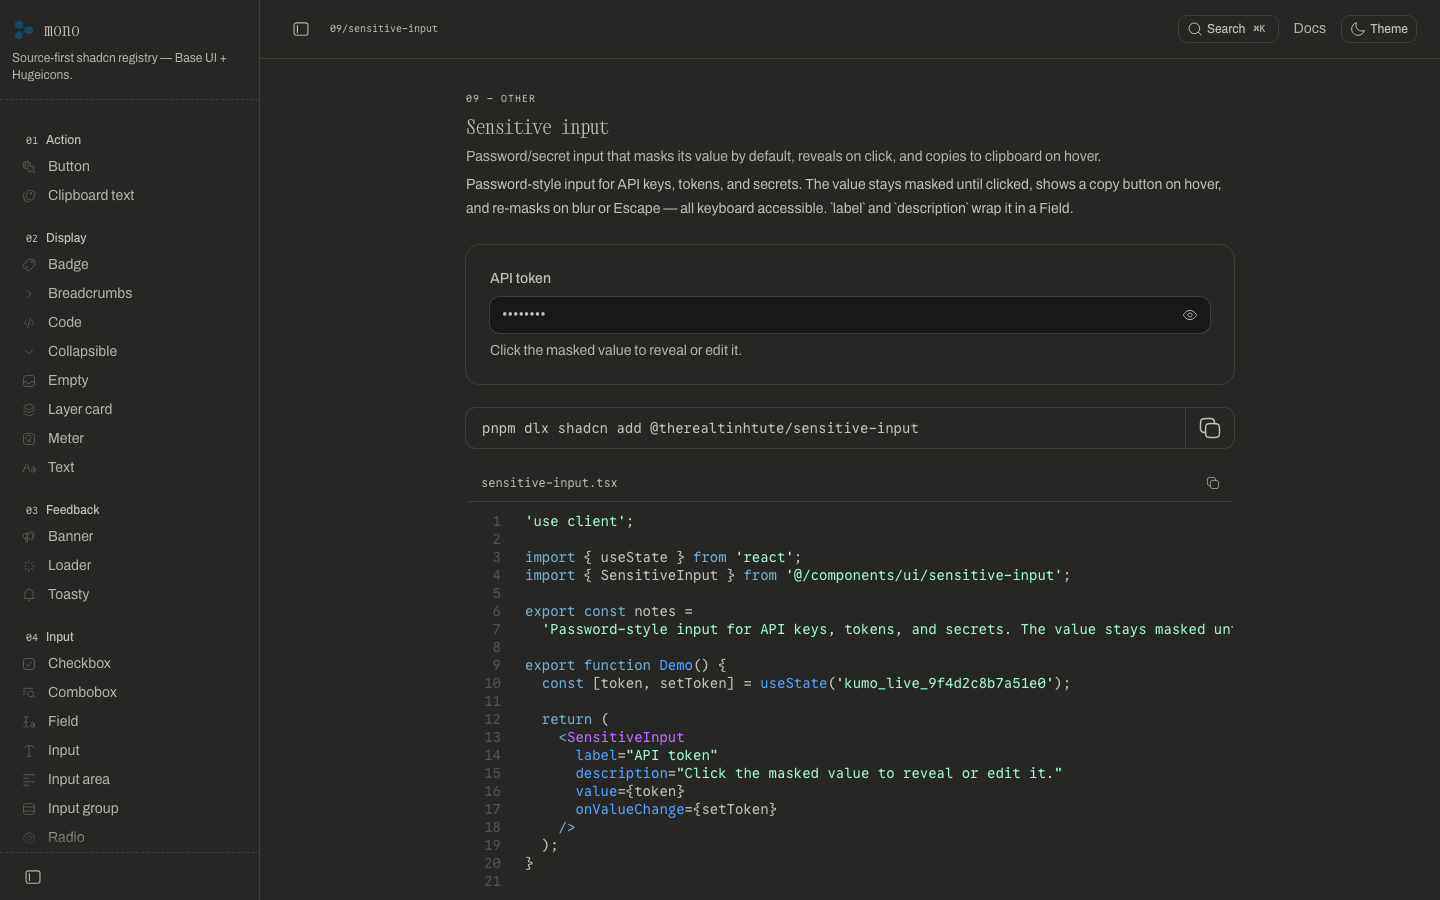 mono
Source-first shadcn registry — Base UI +
Hugeicons.
01 Action
Button
Clipboard text
02 Display
Badge
Breadcrumbs
Code
Collapsible
Empty
Layer card
Meter
Text
03 Feedback
Banner
Loader
Toasty
04 Input
Checkbox
Combobox
Field
Input
Input area
Input group
Radio
09/sensitive-input
Search ⌘K
Docs
Theme
09 — OTHER
Sensitive input
Password/secret input that masks its value by default, reveals on click, and copies to clipboard on hover.
Password-style input for API keys, tokens, and secrets. The value stays masked until clicked, shows a copy button on hover,
and re-masks on blur or Escape — all keyboard accessible. `label` and `description` wrap it in a Field.
API token
••••••••
Click the masked value to reveal or edit it.
pnpm dlx shadcn add @therealtinhtute/sensitive-input
sensitive-input.tsx
1 'use client';
2
3 import { useState } from 'react';
4 import { SensitiveInput } from '@/components/ui/sensitive-input';
5
6 export const notes =
7 'Password-style input for API keys, tokens, and secrets. The value stays masked
8
9 export function Demo() {
10 const [token, setToken] = useState('kumo_live_9f4d2c8b7a51e0');
11
12 return (
13 <SensitiveInput
14 label="API token"
15 description="Click the masked value to reveal or edit it."
16 value={token}
17 onValueChange={setToken}
18 />
19 );
20 }
21